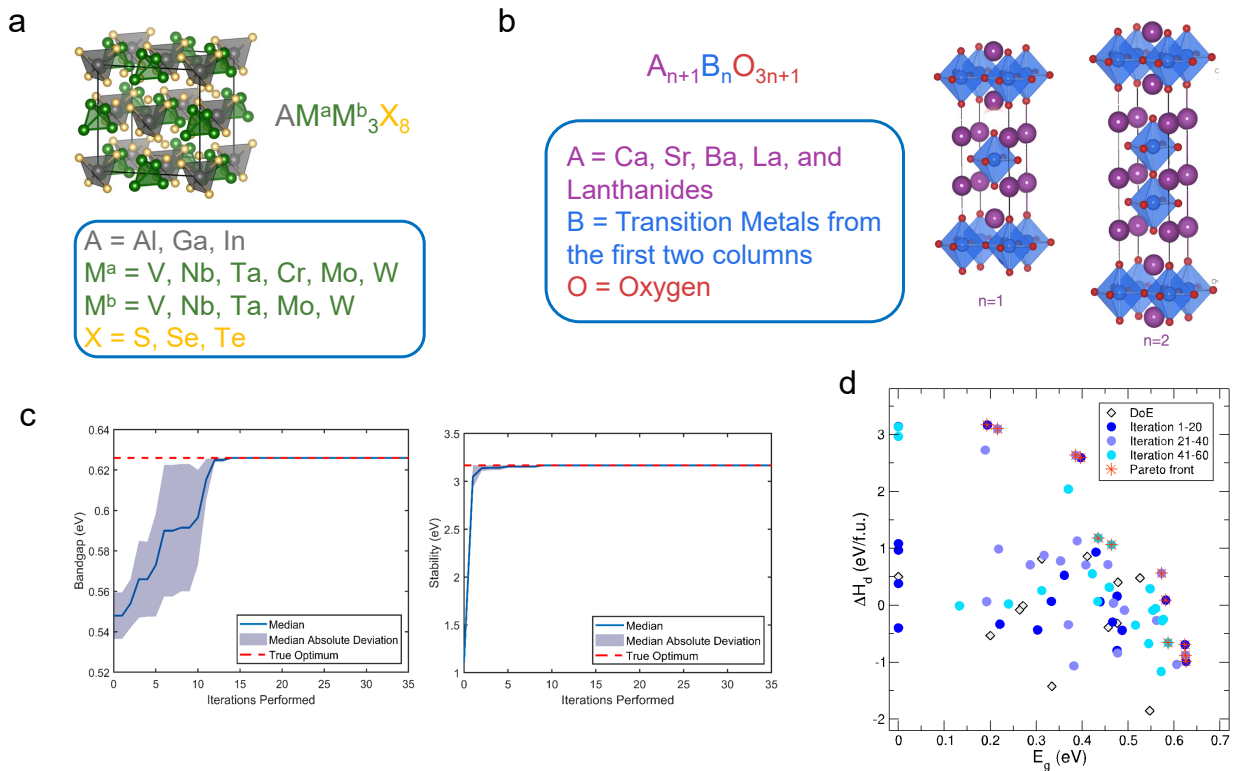 a
AMᵃMᵇ₃X₈
A = Al, Ga, In
Mᵃ = V, Nb, Ta, Cr, Mo, W
Mᵇ = V, Nb, Ta, Mo, W
X = S, Se, Te
b
Aₙ₊₁BₙO₃ₙ₊₁
A = Ca, Sr, Ba, La, and
Lanthanides
B = Transition Metals from
the first two columns
O = Oxygen
n=1
n=2
c
0.64
0.62
0.6
0.58
0.56
0.54
0.52
Bandgap (eV)
Median
Median Absolute Deviation
True Optimum
0 5 10 15 20 25 30 35
Iterations Performed
3.5
3
2.5
2
1.5
1
Stability (eV)
Median
Median Absolute Deviation
True Optimum
0 5 10 15 20 25 30 35
Iterations Performed
d
DoE
Iteration 1-20
Iteration 21-40
Iteration 41-60
Pareto front
3
2
1
0
-1
-2
ΔH_d (eV/f.u.)
0 0.1 0.2 0.3 0.4 0.5 0.6 0.7
E_g (eV)